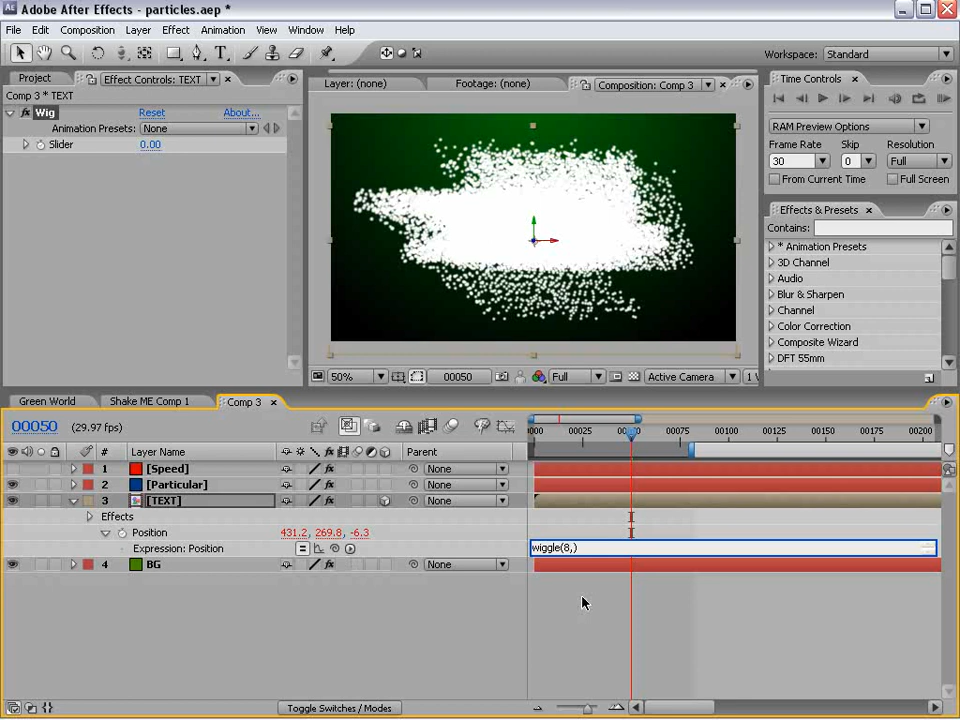 Adobe After Effects - particles.aep *
File Edit Composition Layer Effect Animation View Window Help
Workspace: Standard
Project Effect Controls: TEXT
Comp 3 * TEXT
Wig Reset About...
Animation Presets: None
Slider 0.00
Layer: (none) Footage: (none) Composition: Comp 3
50% 00050 Full Active Camera 1
Time Controls
RAM Preview Options
Frame Rate Skip Resolution
30 0 Full
From Current Time Full Screen
Effects & Presets
Contains:
* Animation Presets
3D Channel
Audio
Blur & Sharpen
Channel
Color Correction
Composite Wizard
DFT 55mm
Green World Shake ME Comp 1 Comp 3
00050 (29.97 fps)
00025 00075 00100 00125 00150 00175 00200
# Layer Name Parent
1 [Speed] None
2 [Particular] None
3 [TEXT] None
Effects
Position 431.2, 269.8, -6.3
Expression: Position wiggle(8,)
4 BG None
Toggle Switches / Modes